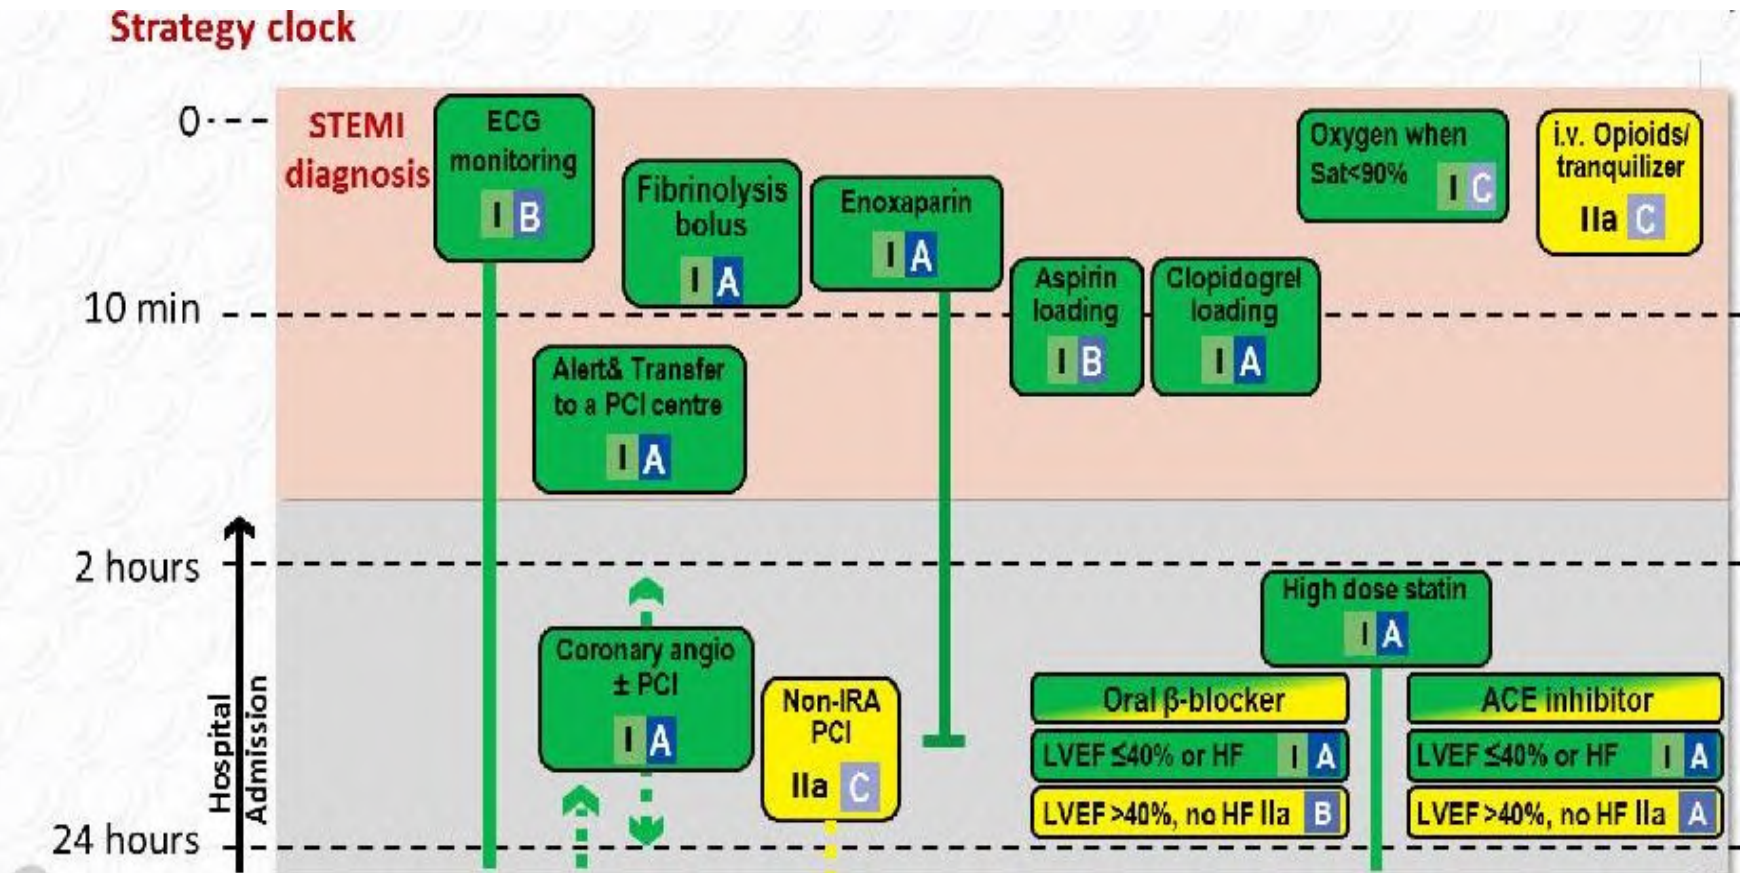 Strategy clock
0
STEMI
diagnosis
ECG
monitoring
I B
Fibrinolysis
bolus
I A
Enoxaparin
I A
Oxygen when
Sat<90%
I C
i.v. Opioids/
tranquilizer
IIa C
10 min
Aspirin
loading
I B
Clopidogrel
loading
I A
Alert& Transfer
to a PCI centre
I A
2 hours
High dose statin
I A
Coronary angio
± PCI
I A
Non-IRA
PCI
IIa C
Oral β-blocker
LVEF ≤40% or HF I A
LVEF >40%, no HF IIa B
ACE inhibitor
LVEF ≤40% or HF I A
LVEF >40%, no HF IIa A
Hospital
Admission
24 hours